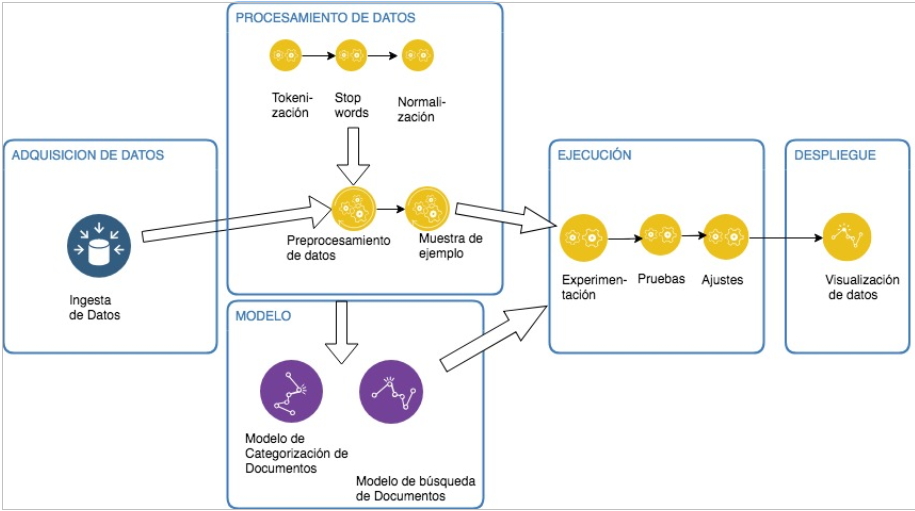 PROCESAMIENTO DE DATOS
Tokeni-
zación
Stop
words
Normali-
zación
ADQUISICION DE DATOS
Ingesta
de Datos
Preprocesamiento
de datos
Muestra de
ejemplo
MODELO
Modelo de
Categorización de
Documentos
Modelo de búsqueda
de Documentos
EJECUCIÓN
Experimen-
tación
Pruebas
Ajustes
DESPLIEGUE
Visualización
de datos